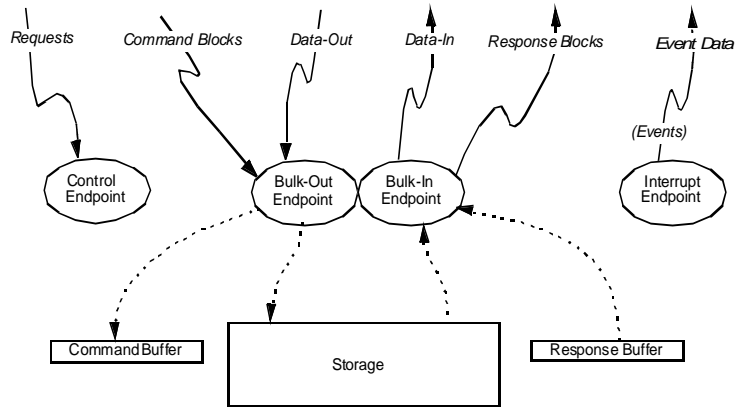 Requests
Command Blocks
Data-Out
Data-In
Response Blocks
Event Data
(Events)
Control
Endpoint
Bulk-Out
Endpoint
Bulk-In
Endpoint
Interrupt
Endpoint
Command Buffer
Storage
Response Buffer